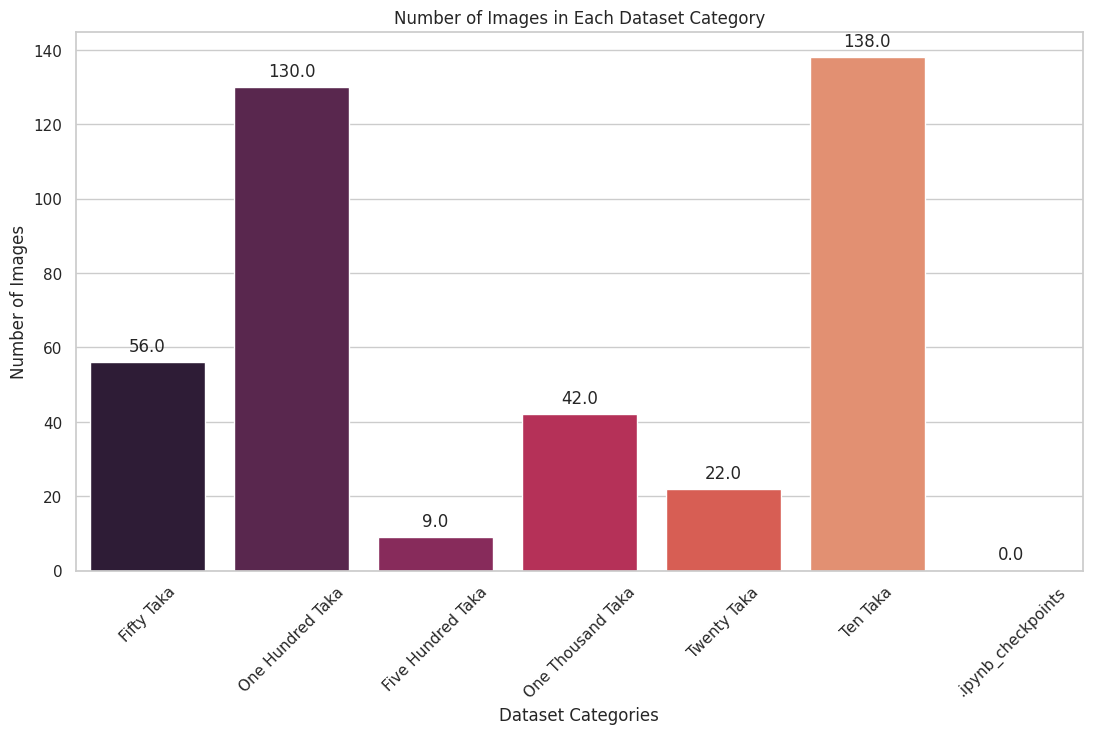 Number of Images in Each Dataset Category
Number of Images
140
120
100
80
60
40
20
0
56.0
130.0
9.0
42.0
22.0
138.0
0.0
Fifty Taka
One Hundred Taka
Five Hundred Taka
One Thousand Taka
Twenty Taka
Ten Taka
.ipynb_checkpoints
Dataset Categories